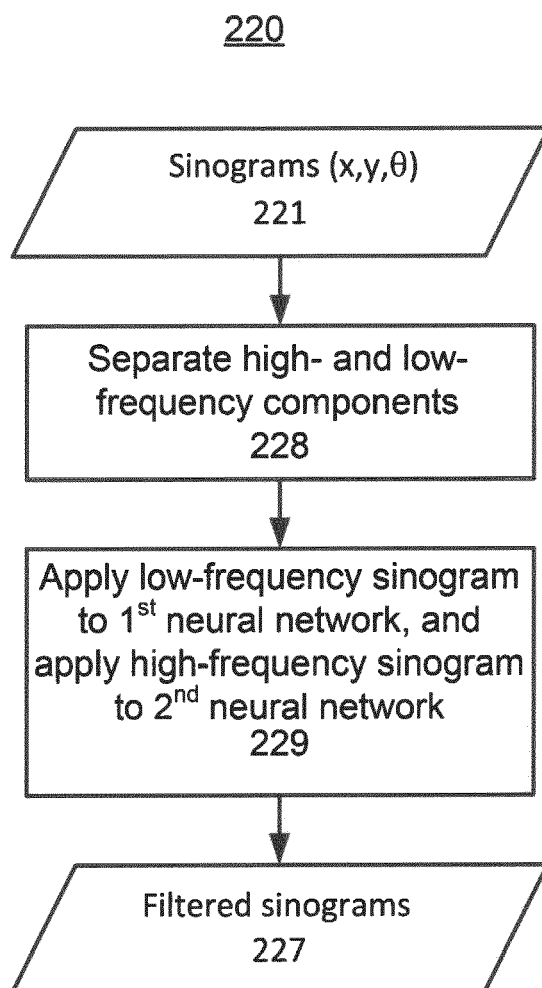 220
Sinograms (x,y,θ)
221
Separate high- and low-
frequency components
228
Apply low-frequency sinogram
to 1st neural network, and
apply high-frequency sinogram
to 2nd neural network
229
Filtered sinograms
227